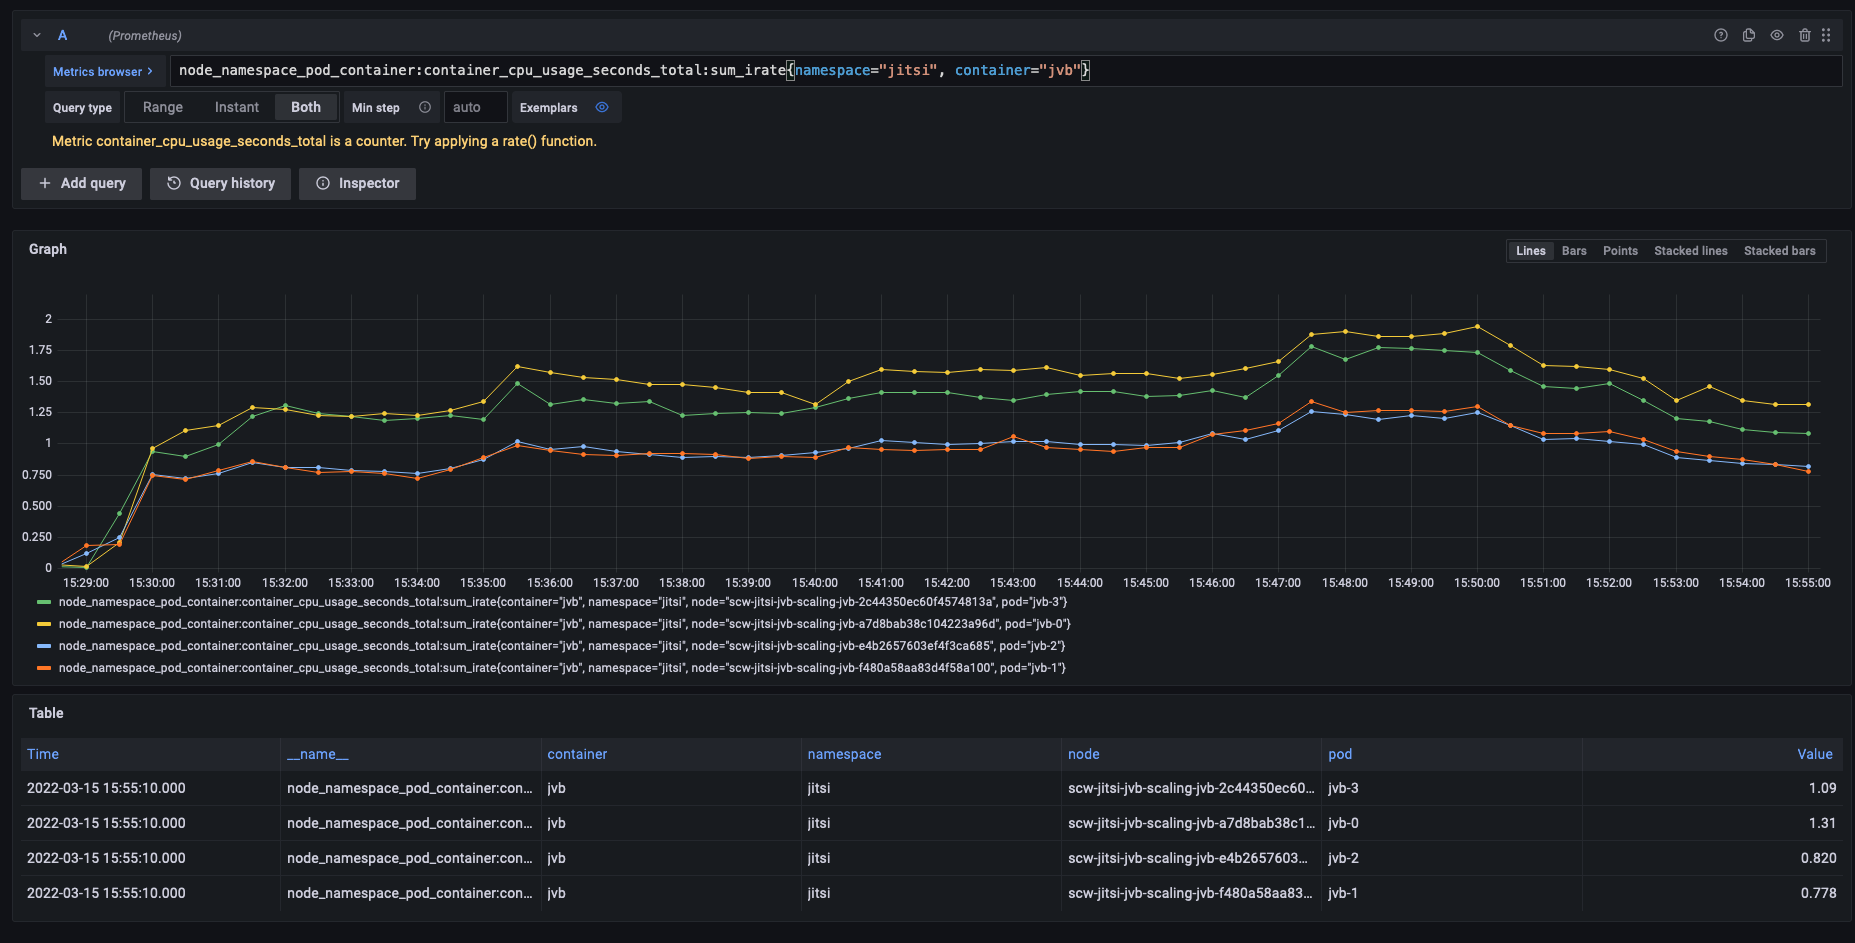 A (Prometheus)
Metrics browser > node_namespace_pod_container:container_cpu_usage_seconds_total:sum_irate{namespace="jitsi", container="jvb"}
Query type Range Instant Both Min step auto Exemplars
Metric container_cpu_usage_seconds_total is a counter. Try applying a rate() function.
+ Add query Query history Inspector
Graph
Lines Bars Points Stacked lines Stacked bars
2
1.75
1.50
1.25
1
0.750
0.500
0.250
0
15:29:00 15:30:00 15:31:00 15:32:00 15:33:00 15:34:00 15:35:00 15:36:00 15:37:00 15:38:00 15:39:00 15:40:00 15:41:00 15:42:00 15:43:00 15:44:00 15:45:00 15:46:00 15:47:00 15:48:00 15:49:00 15:50:00 15:51:00 15:52:00 15:53:00 15:54:00 15:55:00
node_namespace_pod_container:container_cpu_usage_seconds_total:sum_irate{container="jvb", namespace="jitsi", node="scw-jitsi-jvb-scaling-jvb-2c44350ec60f4574813a", pod="jvb-3"}
node_namespace_pod_container:container_cpu_usage_seconds_total:sum_irate{container="jvb", namespace="jitsi", node="scw-jitsi-jvb-scaling-jvb-a7d8bab38c104223a96d", pod="jvb-0"}
node_namespace_pod_container:container_cpu_usage_seconds_total:sum_irate{container="jvb", namespace="jitsi", node="scw-jitsi-jvb-scaling-jvb-e4b2657603ef4f3ca685", pod="jvb-2"}
node_namespace_pod_container:container_cpu_usage_seconds_total:sum_irate{container="jvb", namespace="jitsi", node="scw-jitsi-jvb-scaling-jvb-f480a58aa83d4f58a100", pod="jvb-1"}
Table
Time __name__ container namespace node pod Value
2022-03-15 15:55:10.000 node_namespace_pod_container:con... jvb jitsi scw-jitsi-jvb-scaling-jvb-2c44350ec60... jvb-3 1.09
2022-03-15 15:55:10.000 node_namespace_pod_container:con... jvb jitsi scw-jitsi-jvb-scaling-jvb-a7d8bab38c1... jvb-0 1.31
2022-03-15 15:55:10.000 node_namespace_pod_container:con... jvb jitsi scw-jitsi-jvb-scaling-jvb-e4b2657603... jvb-2 0.820
2022-03-15 15:55:10.000 node_namespace_pod_container:con... jvb jitsi scw-jitsi-jvb-scaling-jvb-f480a58aa83... jvb-1 0.778